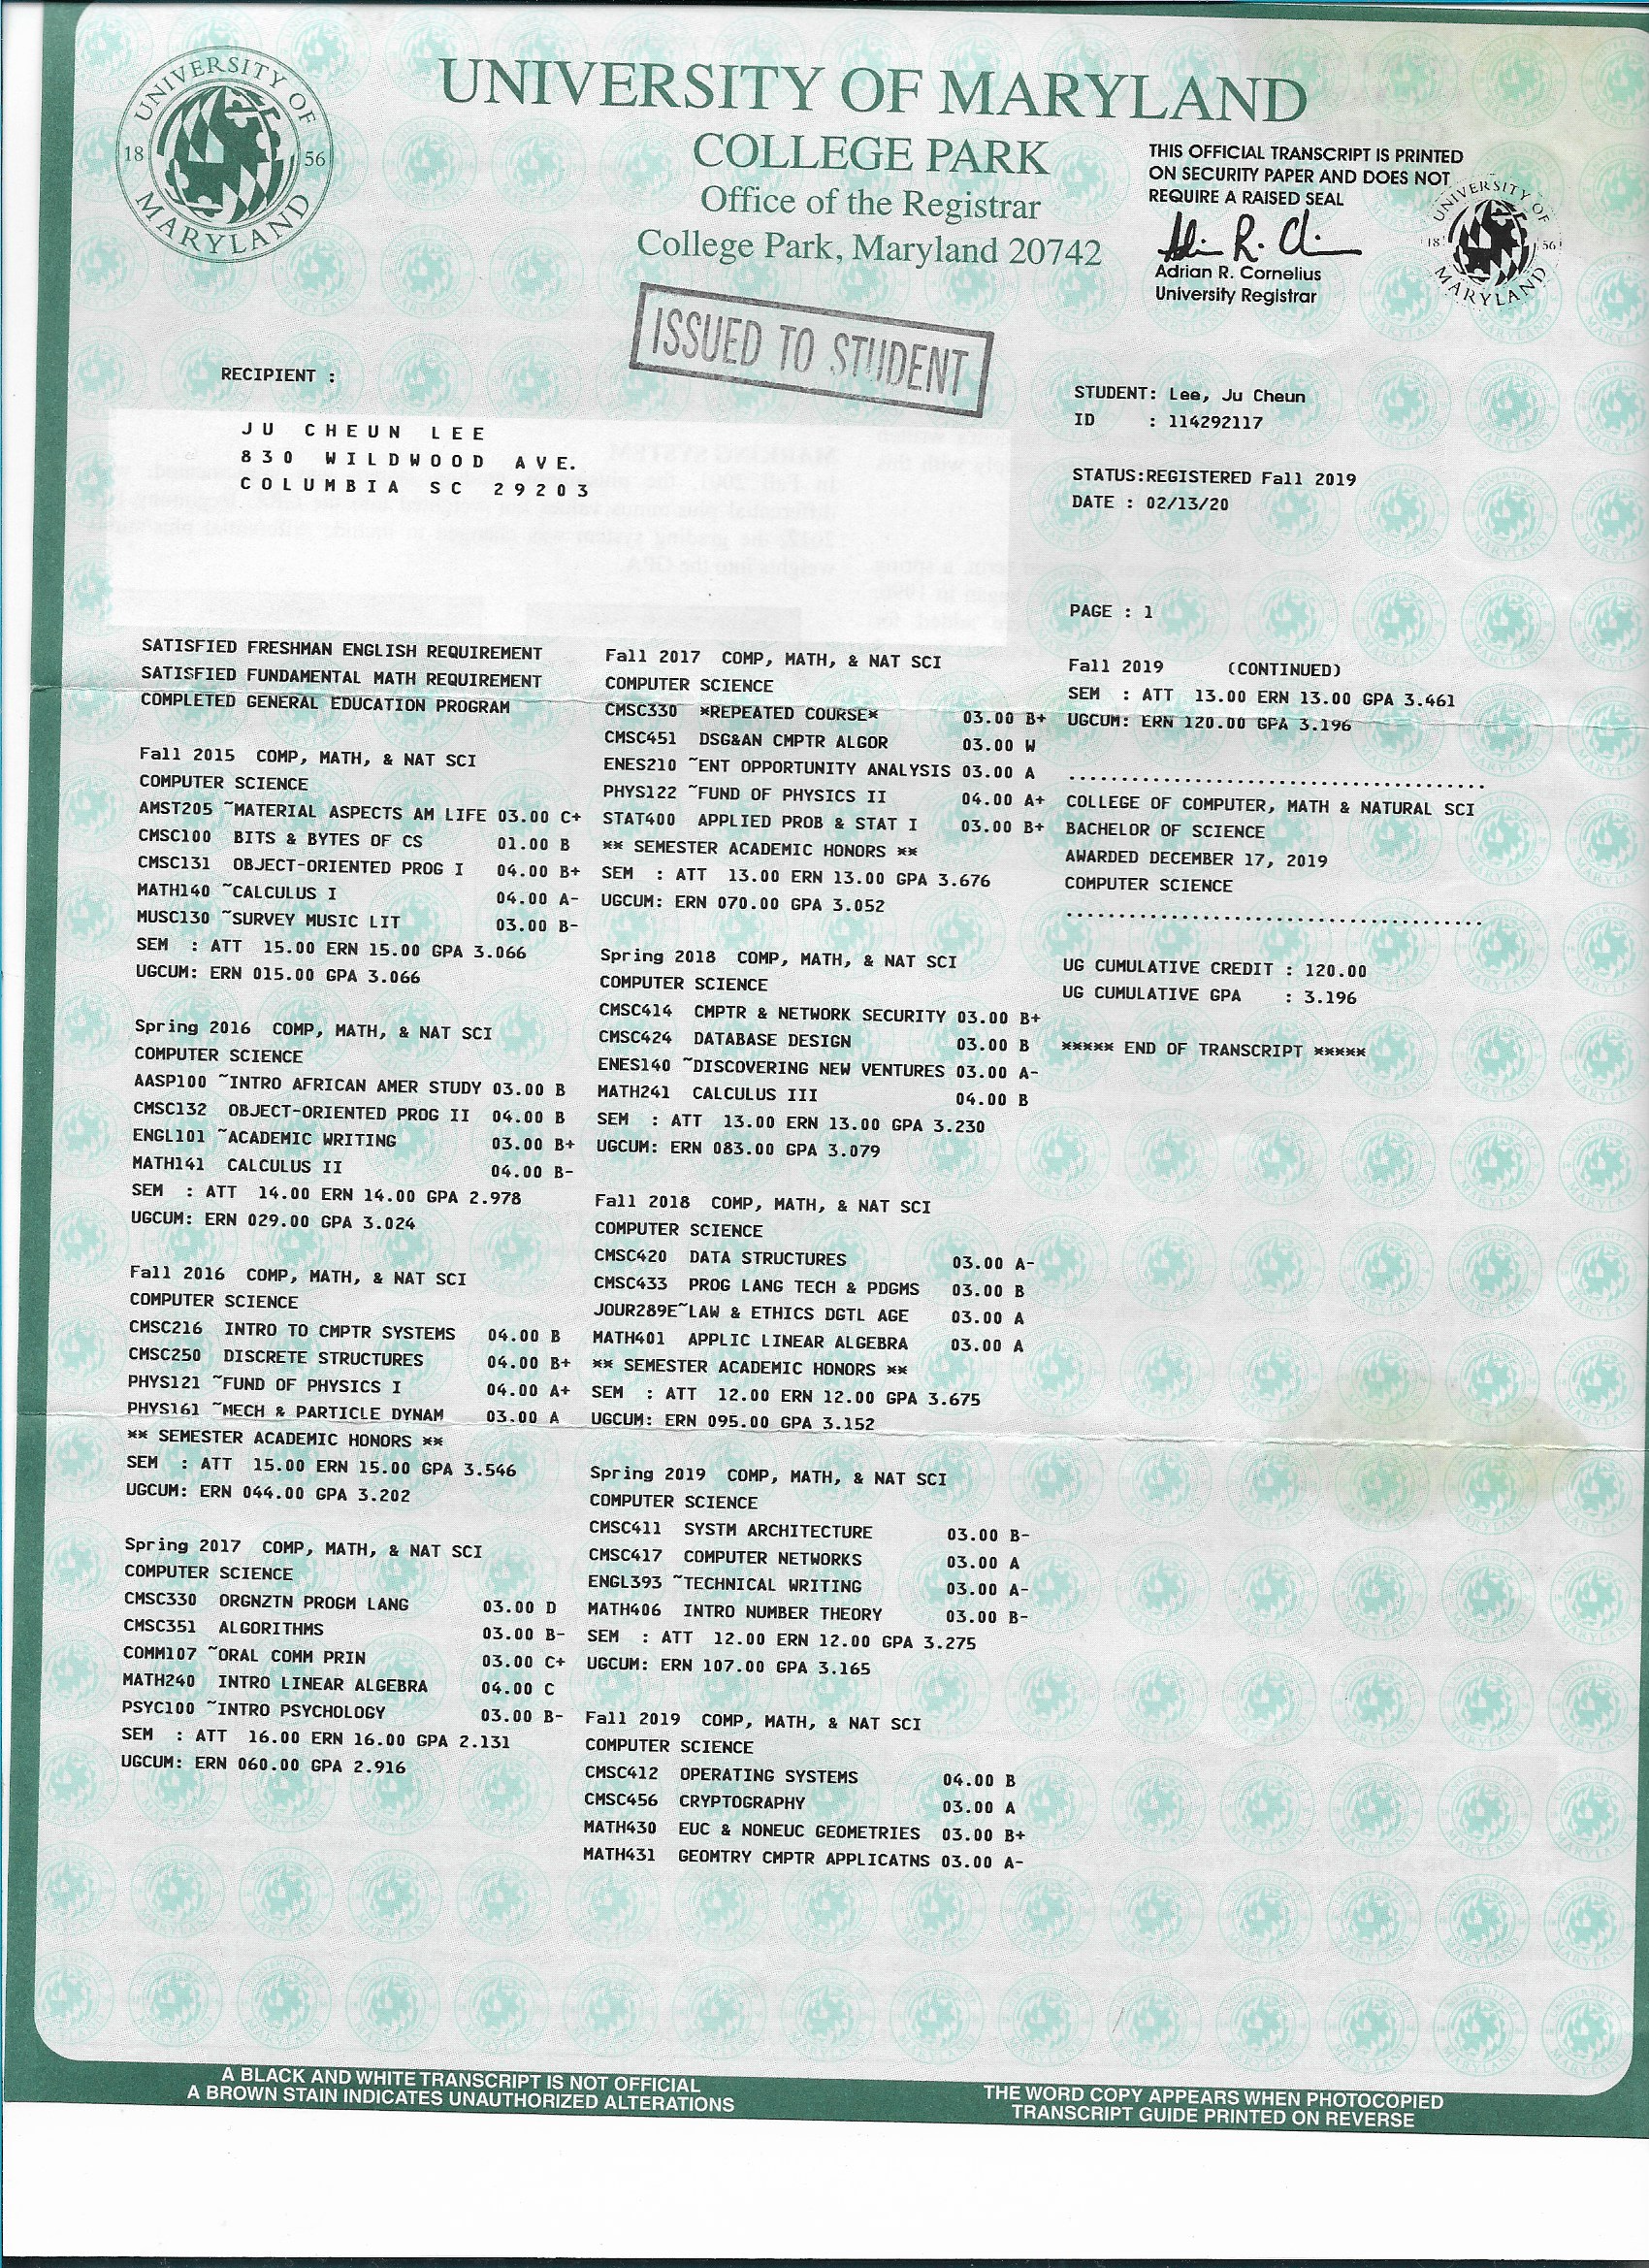 UNIVERSITY OF MARYLAND
COLLEGE PARK
Office of the Registrar
College Park, Maryland 20742
UNIVERSITY OF
18 56
MARYLAND
THIS OFFICIAL TRANSCRIPT IS PRINTED
ON SECURITY PAPER AND DOES NOT
REQUIRE A RAISED SEAL
Adrian R. Cornelius
University Registrar
UNIVERSITY OF
18 56
MARYLAND
ISSUED TO STUDENT
RECIPIENT :
JU CHEUN LEE
830 WILDWOOD AVE.
COLUMBIA SC 29203
STUDENT: Lee, Ju Cheun
ID : 114292117
STATUS:REGISTERED Fall 2019
DATE : 02/13/20
PAGE : 1
SATISFIED FRESHMAN ENGLISH REQUIREMENT
SATISFIED FUNDAMENTAL MATH REQUIREMENT
COMPLETED GENERAL EDUCATION PROGRAM
Fall 2015 COMP, MATH, & NAT SCI
COMPUTER SCIENCE
AMST205 ~MATERIAL ASPECTS AM LIFE 03.00 C+
CMSC100 BITS & BYTES OF CS 01.00 B
CMSC131 OBJECT-ORIENTED PROG I 04.00 B+
MATH140 ~CALCULUS I 04.00 A-
MUSC130 ~SURVEY MUSIC LIT 03.00 B-
SEM : ATT 15.00 ERN 15.00 GPA 3.066
UGCUM: ERN 015.00 GPA 3.066
Spring 2016 COMP, MATH, & NAT SCI
COMPUTER SCIENCE
AASP100 ~INTRO AFRICAN AMER STUDY 03.00 B
CMSC132 OBJECT-ORIENTED PROG II 04.00 B
ENGL101 ~ACADEMIC WRITING 03.00 B+
MATH141 CALCULUS II 04.00 B-
SEM : ATT 14.00 ERN 14.00 GPA 2.978
UGCUM: ERN 029.00 GPA 3.024
Fall 2016 COMP, MATH, & NAT SCI
COMPUTER SCIENCE
CMSC216 INTRO TO CMPTR SYSTEMS 04.00 B
CMSC250 DISCRETE STRUCTURES 04.00 B+
PHYS121 ~FUND OF PHYSICS I 04.00 A+
PHYS161 ~MECH & PARTICLE DYNAM 03.00 A
** SEMESTER ACADEMIC HONORS **
SEM : ATT 15.00 ERN 15.00 GPA 3.546
UGCUM: ERN 044.00 GPA 3.202
Spring 2017 COMP, MATH, & NAT SCI
COMPUTER SCIENCE
CMSC330 ORGNZTN PROGM LANG 03.00 D
CMSC351 ALGORITHMS 03.00 B-
COMM107 ~ORAL COMM PRIN 03.00 C+
MATH240 INTRO LINEAR ALGEBRA 04.00 C
PSYC100 ~INTRO PSYCHOLOGY 03.00 B-
SEM : ATT 16.00 ERN 16.00 GPA 2.131
UGCUM: ERN 060.00 GPA 2.916
Fall 2017 COMP, MATH, & NAT SCI
COMPUTER SCIENCE
CMSC330 *REPEATED COURSE* 03.00 B+
CMSC451 DSG&AN CMPTR ALGOR 03.00 W
ENES210 ~ENT OPPORTUNITY ANALYSIS 03.00 A
PHYS122 ~FUND OF PHYSICS II 04.00 A+
STAT400 APPLIED PROB & STAT I 03.00 B+
** SEMESTER ACADEMIC HONORS **
SEM : ATT 13.00 ERN 13.00 GPA 3.676
UGCUM: ERN 070.00 GPA 3.052
Spring 2018 COMP, MATH, & NAT SCI
COMPUTER SCIENCE
CMSC414 CMPTR & NETWORK SECURITY 03.00 B+
CMSC424 DATABASE DESIGN 03.00 B
ENES140 ~DISCOVERING NEW VENTURES 03.00 A-
MATH241 CALCULUS III 04.00 B
SEM : ATT 13.00 ERN 13.00 GPA 3.230
UGCUM: ERN 083.00 GPA 3.079
Fall 2018 COMP, MATH, & NAT SCI
COMPUTER SCIENCE
CMSC420 DATA STRUCTURES 03.00 A-
CMSC433 PROG LANG TECH & PDGMS 03.00 B
JOUR289E~LAW & ETHICS DGTL AGE 03.00 A
MATH401 APPLIC LINEAR ALGEBRA 03.00 A
** SEMESTER ACADEMIC HONORS **
SEM : ATT 12.00 ERN 12.00 GPA 3.675
UGCUM: ERN 095.00 GPA 3.152
Spring 2019 COMP, MATH, & NAT SCI
COMPUTER SCIENCE
CMSC411 SYSTM ARCHITECTURE 03.00 B-
CMSC417 COMPUTER NETWORKS 03.00 A
ENGL393 ~TECHNICAL WRITING 03.00 A-
MATH406 INTRO NUMBER THEORY 03.00 B-
SEM : ATT 12.00 ERN 12.00 GPA 3.275
UGCUM: ERN 107.00 GPA 3.165
Fall 2019 COMP, MATH, & NAT SCI
COMPUTER SCIENCE
CMSC412 OPERATING SYSTEMS 04.00 B
CMSC456 CRYPTOGRAPHY 03.00 A
MATH430 EUC & NONEUC GEOMETRIES 03.00 B+
MATH431 GEOMTRY CMPTR APPLICATNS 03.00 A-
Fall 2019 (CONTINUED)
SEM : ATT 13.00 ERN 13.00 GPA 3.461
UGCUM: ERN 120.00 GPA 3.196
.......................................
COLLEGE OF COMPUTER, MATH & NATURAL SCI
BACHELOR OF SCIENCE
AWARDED DECEMBER 17, 2019
COMPUTER SCIENCE
.......................................
UG CUMULATIVE CREDIT : 120.00
UG CUMULATIVE GPA : 3.196
***** END OF TRANSCRIPT *****
A BLACK AND WHITE TRANSCRIPT IS NOT OFFICIAL
A BROWN STAIN INDICATES UNAUTHORIZED ALTERATIONS
THE WORD COPY APPEARS WHEN PHOTOCOPIED
TRANSCRIPT GUIDE PRINTED ON REVERSE